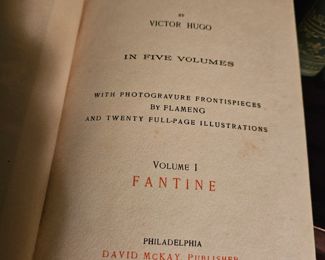 BY
VICTOR HUGO
IN FIVE VOLUMES
WITH PHOTOGRAVURE FRONTISPIECES
BY FLAMENG
AND TWENTY FULL-PAGE ILLUSTRATIONS
VOLUME I
FANTINE
PHILADELPHIA
DAVID McKAY PUBLISHER